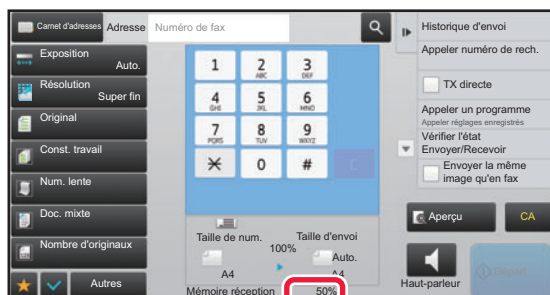 Carnet d'adresses
Adresse
Numéro de fax
Historique d'envoi
Appeler numéro de rech.
TX directe
Appeler un programme
Appeler réglages enregistrés
Vérifier l'état
Envoyer/Recevoir
Envoyer la même
image qu'en fax
Exposition
Auto.
Résolution
Super fin
Original
Const. travail
Num. lente
Doc. mixte
Nombre d'originaux
Autres
1
2
ABC
3
DEF
4
GHI
5
JKL
6
MNO
7
PQRS
8
TUV
9
WXYZ
0
#
C
Taille de num.
100%
Taille d'envoi
Auto.
A4
A4
Mémoire réception
50%
Aperçu
CA
Haut-parleur
Départ